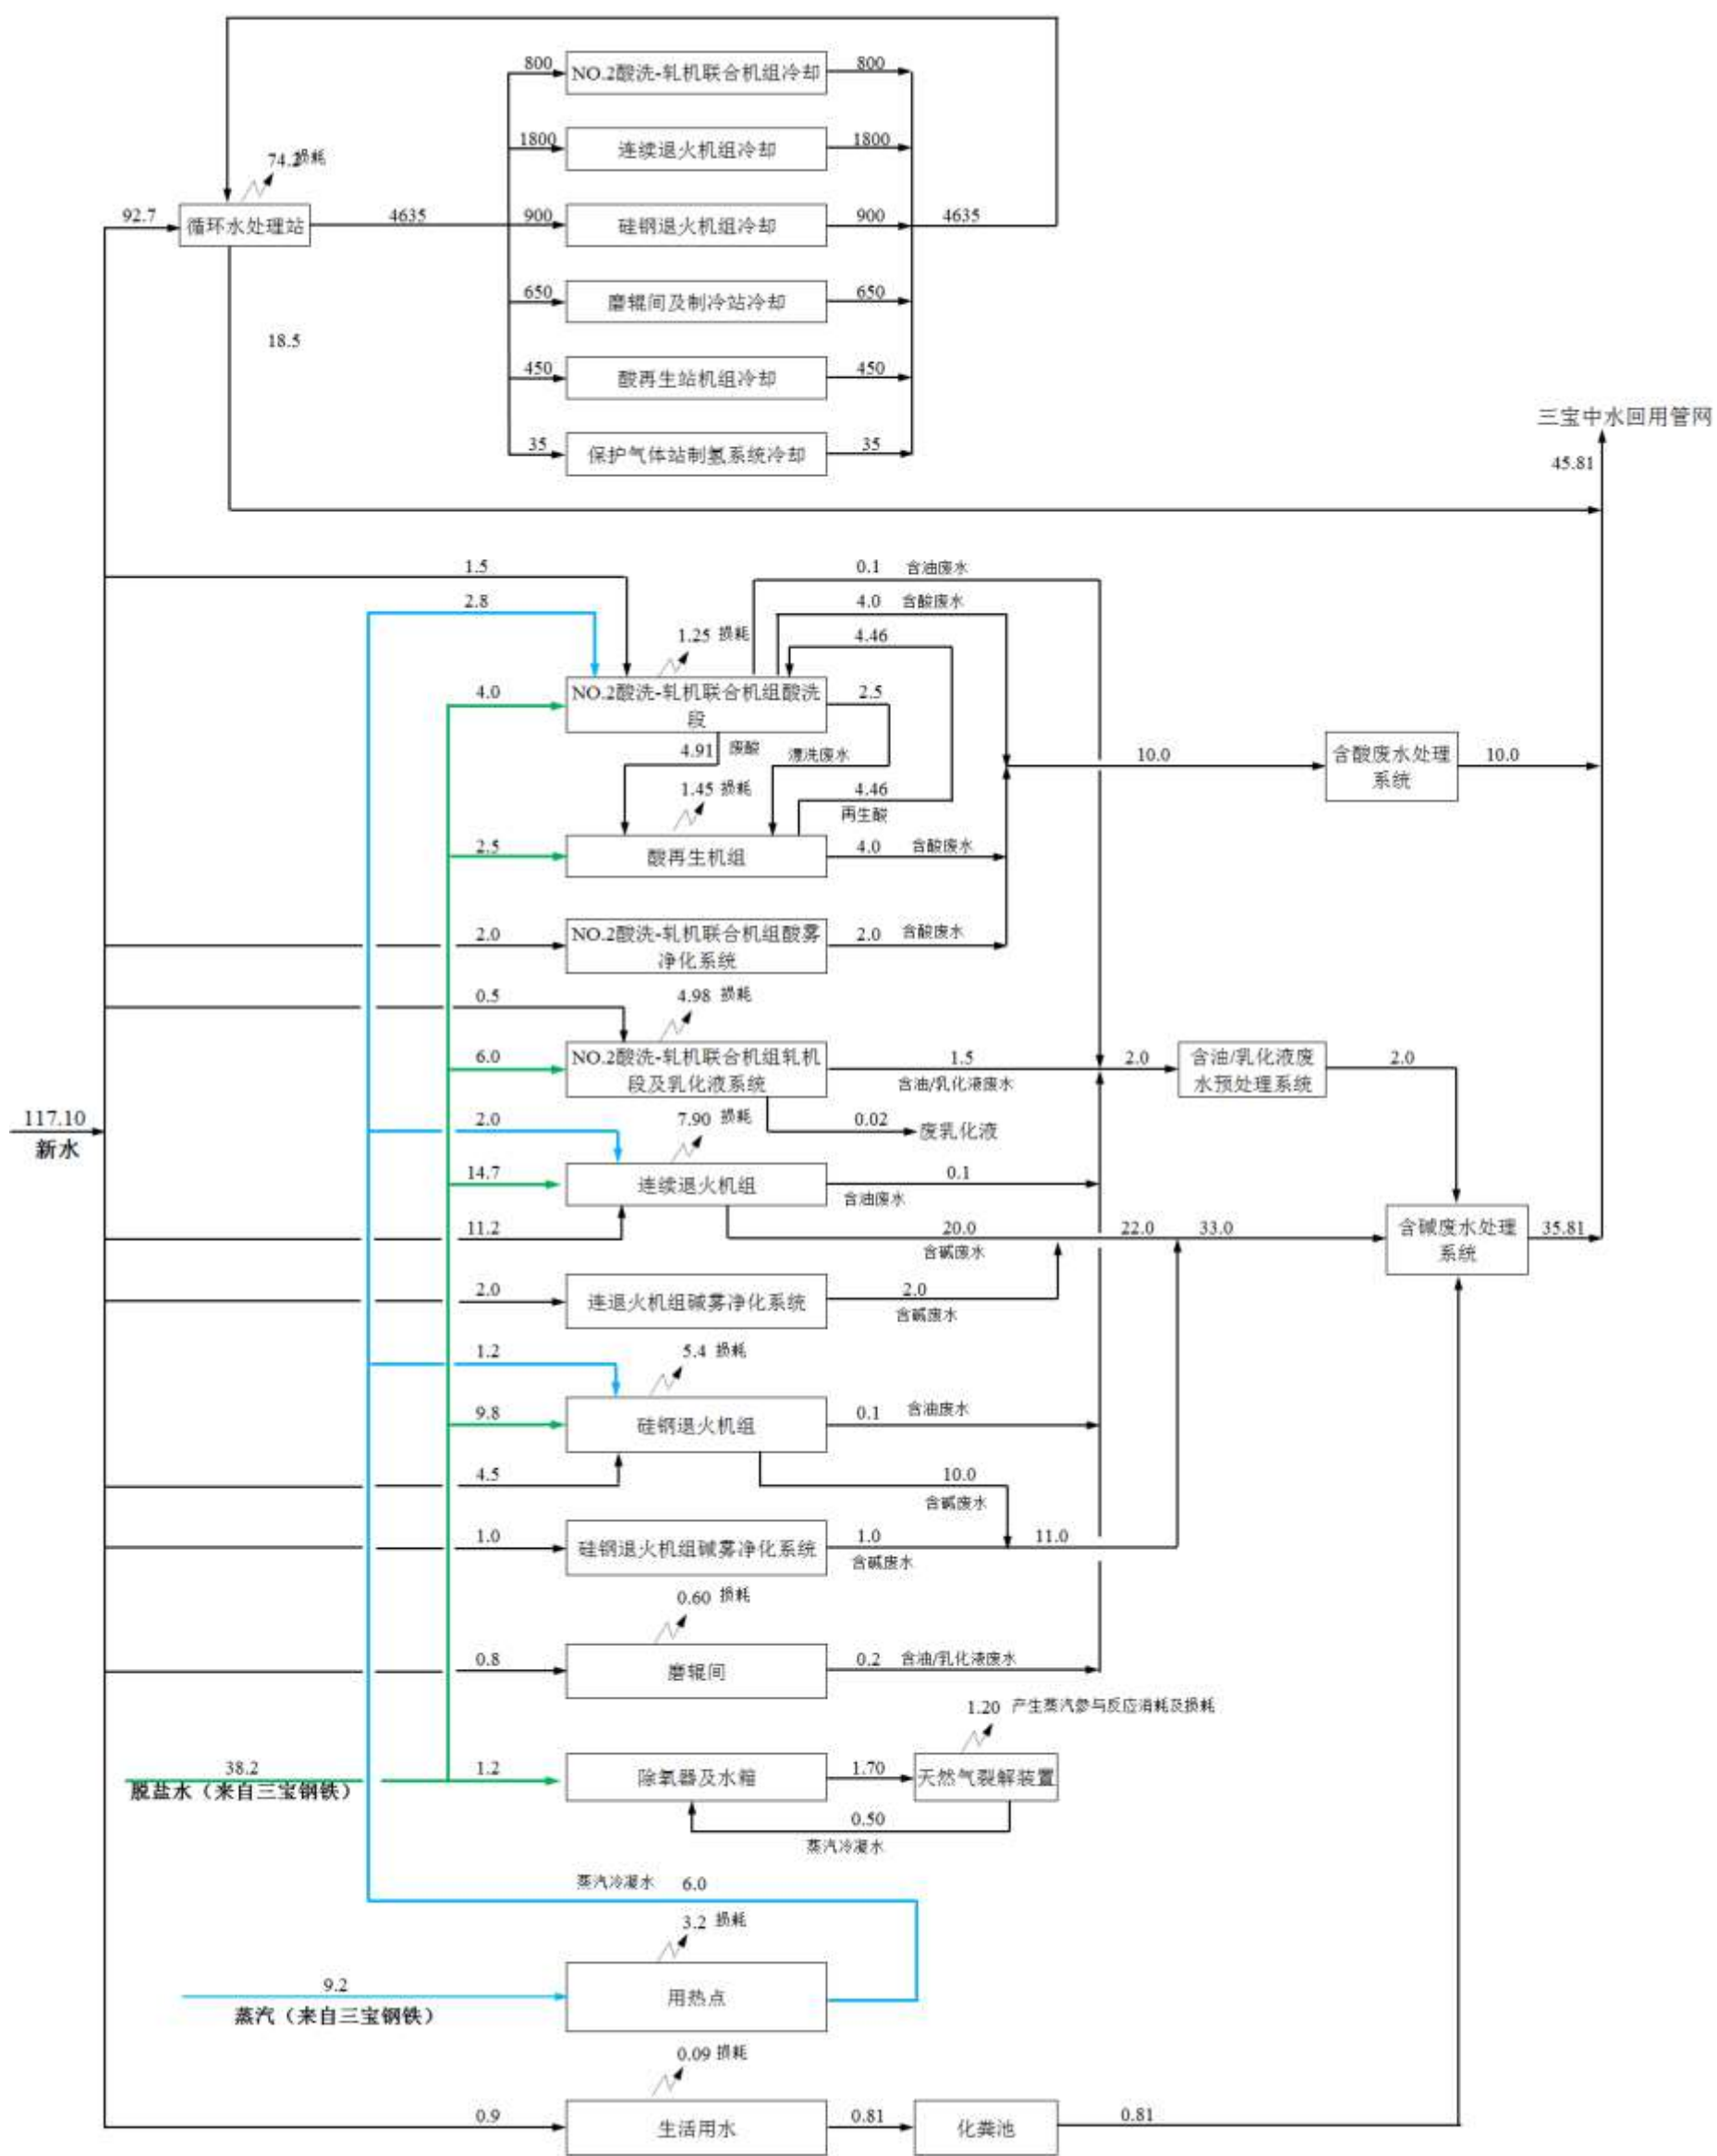 800
NO.2酸洗-轧机联合机组冷却
800
1800
连续退火机组冷却
1800
74.2损耗
92.7
循环水处理站
4635
900
硅钢退火机组冷却
900
4635
650
磨辊间及制冷站冷却
650
18.5
450
酸再生站机组冷却
450
三宝中水回用管网
35
保护气体站制氢系统冷却
35
45.81
1.5
0.1 含油废水
2.8
4.0 含酸废水
1.25 损耗
4.46
4.0
NO.2酸洗-轧机联合机组酸洗
段
2.5
4.91 废酸
漂洗废水
10.0
含酸废水处理
系统
10.0
1.45 损耗
4.46
再生酸
2.5
酸再生机组
4.0 含酸废水
2.0
NO.2酸洗-轧机联合机组酸雾
净化系统
2.0 含酸废水
0.5
4.98 损耗
6.0
NO.2酸洗-轧机联合机组轧机
段及乳化液系统
1.5
含油/乳化液废水
2.0
含油/乳化液废
水预处理系统
2.0
117.10
新水
2.0
7.90 损耗
0.02
废乳化液
14.7
连续退火机组
0.1
含油废水
11.2
20.0
含碱废水
22.0
33.0
含碱废水处理
系统
35.81
2.0
连退火机组碱雾净化系统
2.0
含碱废水
1.2
5.4 损耗
9.8
硅钢退火机组
0.1 含油废水
4.5
10.0
含碱废水
1.0
硅钢退火机组碱雾净化系统
1.0
含碱废水
11.0
0.60 损耗
0.8
磨辊间
0.2 含油/乳化液废水
1.20 产生蒸汽参与反应消耗及损耗
38.2
脱盐水（来自三宝钢铁）
1.2
除氧器及水箱
1.70
天然气裂解装置
0.50
蒸汽冷凝水
蒸汽冷凝水 6.0
3.2 损耗
9.2
蒸汽（来自三宝钢铁）
用热点
0.09 损耗
0.9
生活用水
0.81
化粪池
0.81